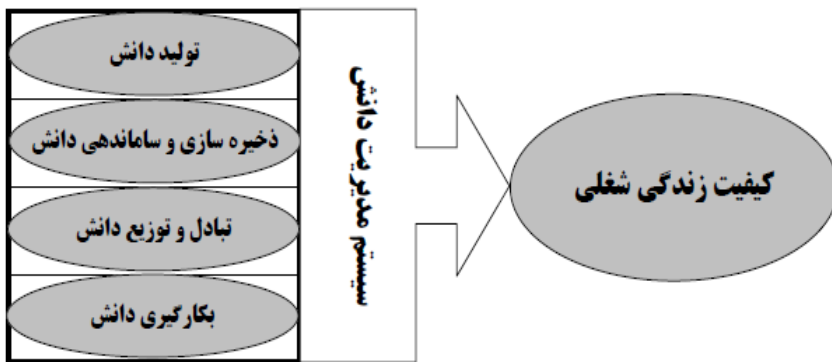 تولید دانش
ذخیره سازی و ساماندهی دانش
تبادل و توزیع دانش
بکارگیری دانش
سیستم مدیریت دانش
کیفیت زندگی شغلی